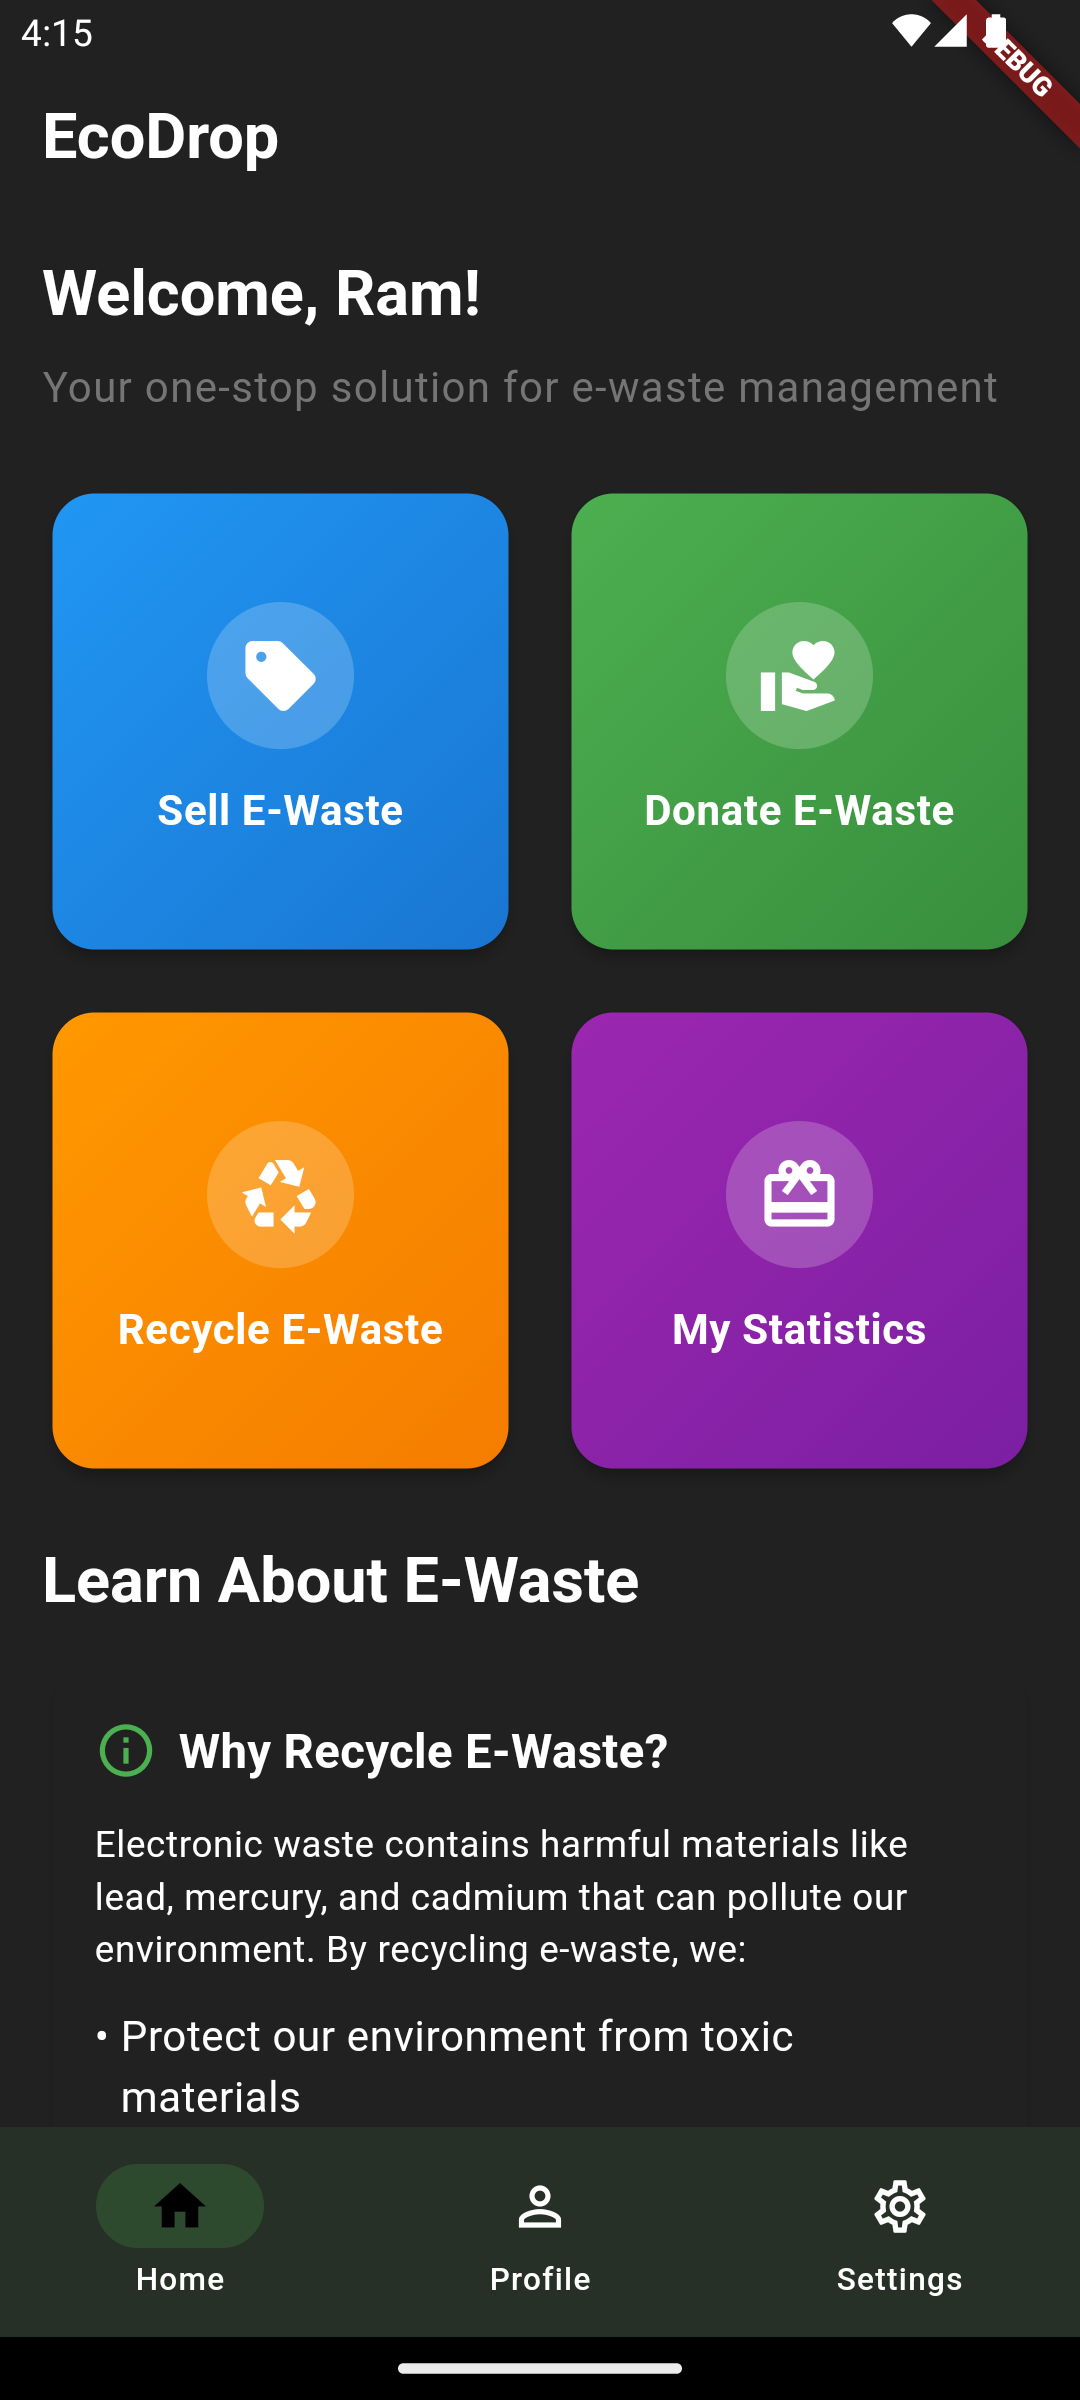 4:15
EBUG
EcoDrop
Welcome, Ram!
Your one-stop solution for e-waste management
Sell E-Waste
Donate E-Waste
Recycle E-Waste
My Statistics
Learn About E-Waste
Why Recycle E-Waste?
Electronic waste contains harmful materials like
lead, mercury, and cadmium that can pollute our
environment. By recycling e-waste, we:
• Protect our environment from toxic
materials
Home
Profile
Settings